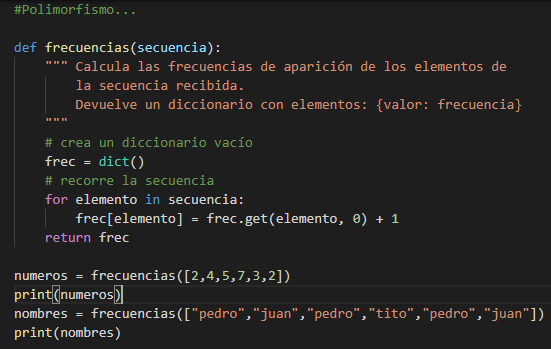 #Polimorfismo...
def frecuencias(secuencia):
    """ Calcula las frecuencias de aparición de los elementos de
        la secuencia recibida.
        Devuelve un diccionario con elementos: {valor: frecuencia}
    """
    # crea un diccionario vacío
    frec = dict()
    # recorre la secuencia
    for elemento in secuencia:
        frec[elemento] = frec.get(elemento, 0) + 1
    return frec
numeros = frecuencias([2,4,5,7,3,2])
print(numeros)
nombres = frecuencias(["pedro","juan","pedro","tito","pedro","juan"])
print(nombres)